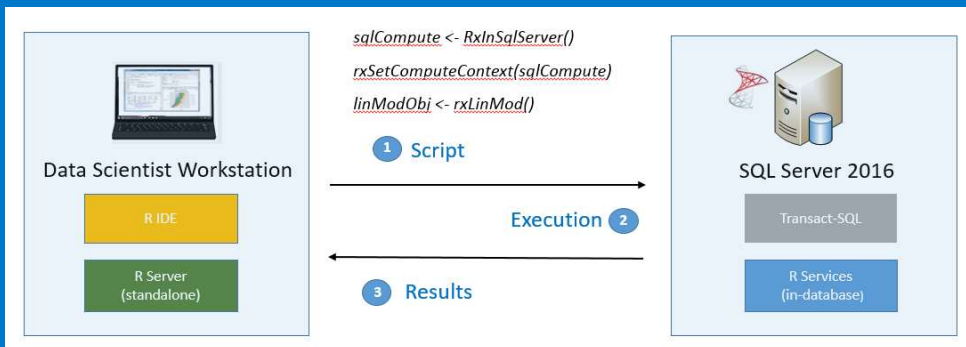 sqlCompute <- RxInSqlServer()
rxSetComputeContext(sqlCompute)
linModObj <- rxLinMod()
1 Script
Data Scientist Workstation
SQL Server 2016
R IDE
Execution 2
Transact-SQL
R Server
(standalone)
3 Results
R Services
(in-database)